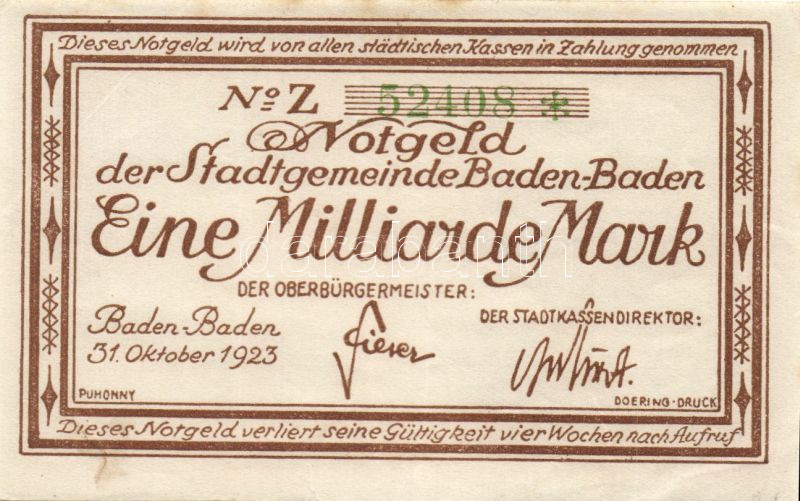 Dieses Notgeld wird von allen städtischen Kassen in Zahlung genommen
No Z 52408 *
Notgeld
der Stadtgemeinde Baden-Baden
Eine Milliarde Mark
darabanth
DER OBERBÜRGERMEISTER:
Baden-Baden
31. Oktober 1923
Fieser
DER STADTKASSENDIREKTOR:
PUHONNY
DOERING-DRUCK
Dieses Notgeld verliert seine Gültigkeit vier Wochen nach Aufruf